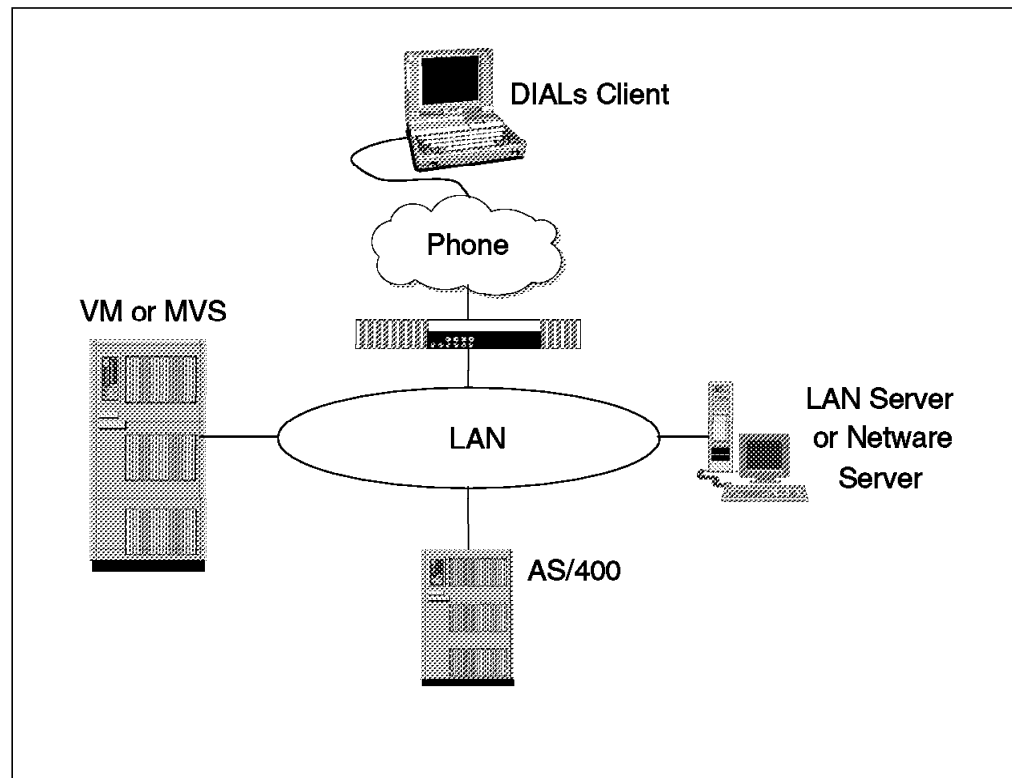 DIALs Client
Phone
VM or MVS
LAN
LAN Server
or Netware
Server
AS/400